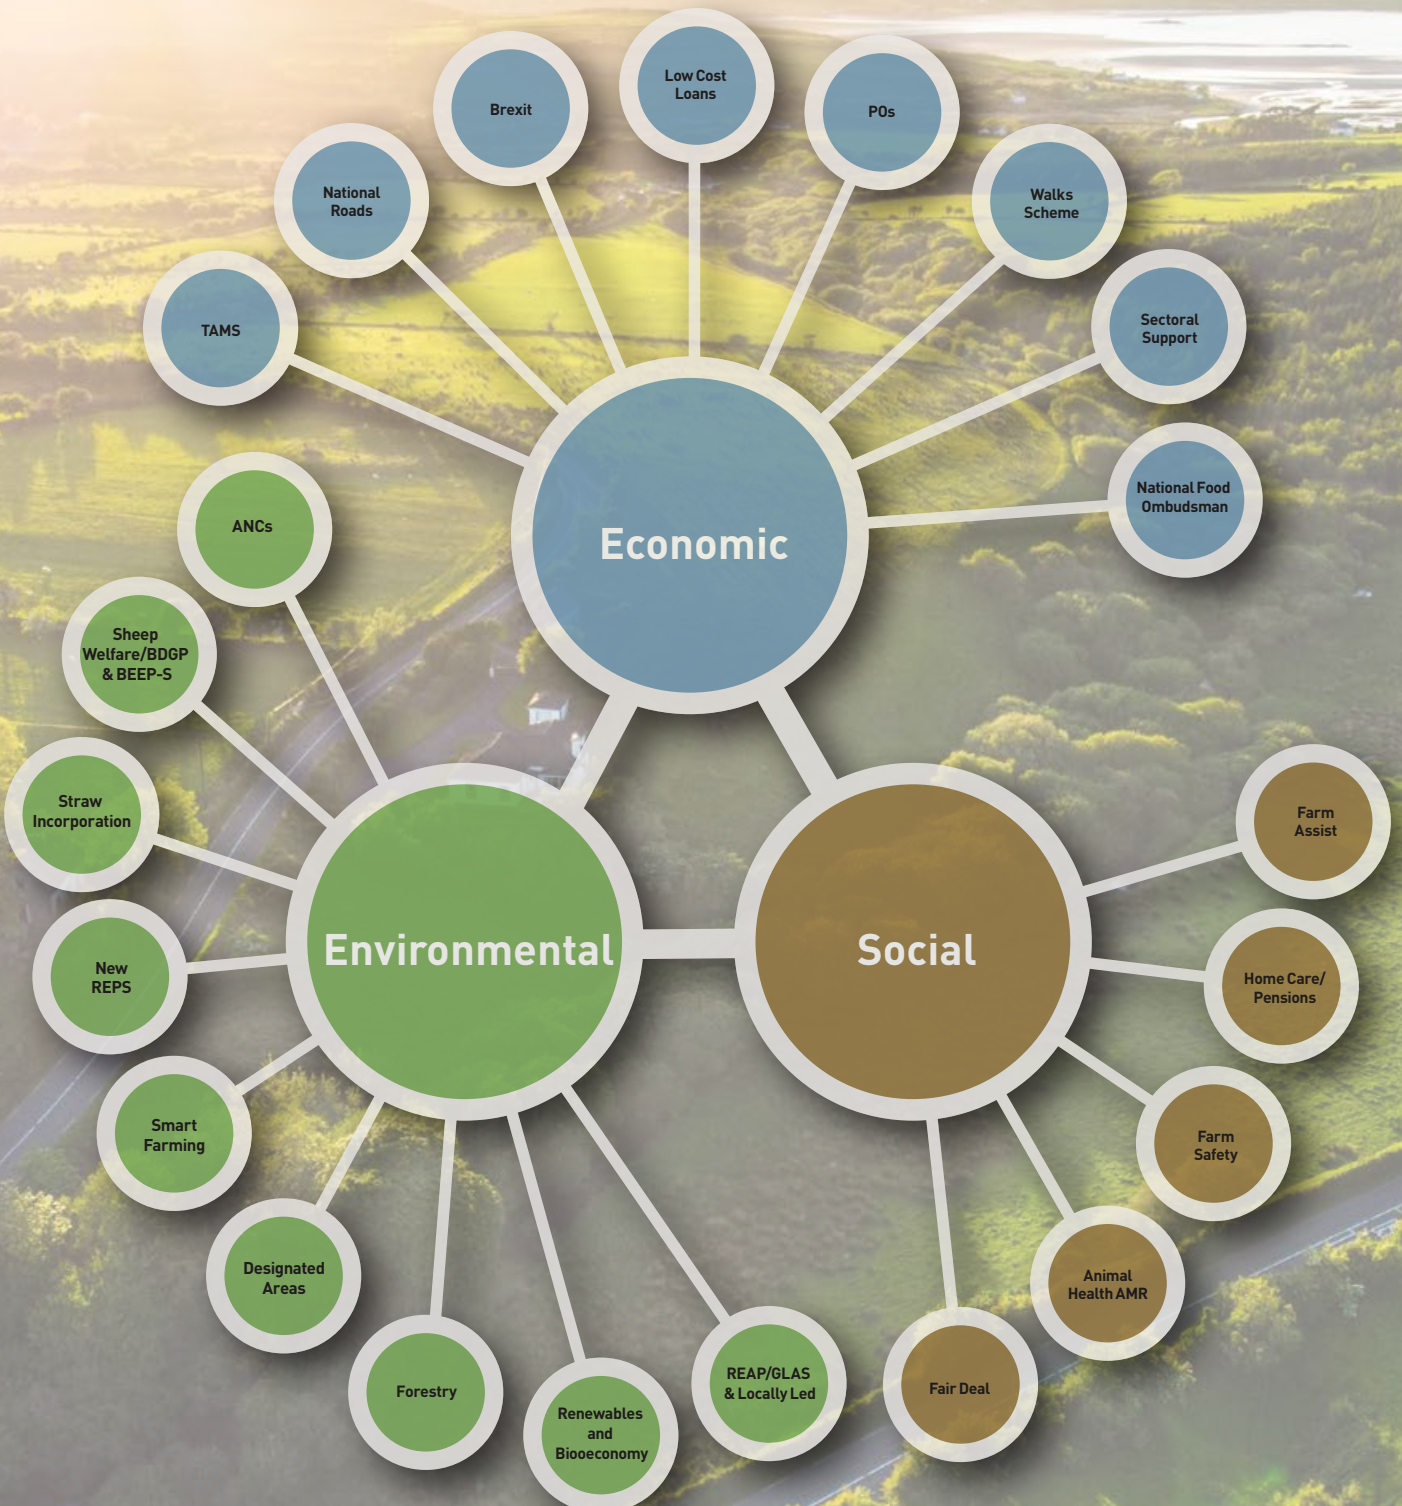 Low Cost
Loans
Brexit
POs
National
Roads
Walks
Scheme
TAMS
Sectoral
Support
National Food
Ombudsman
Economic
ANCs
Sheep
Welfare/BDGP
& BEEP-S
Straw
Incorporation
New
REPS
Smart
Farming
Designated
Areas
Forestry
Renewables
and
Biooeconomy
REAP/GLAS
& Locally Led
Environmental
Social
Farm
Assist
Home Care/
Pensions
Farm
Safety
Animal
Health AMR
Fair Deal